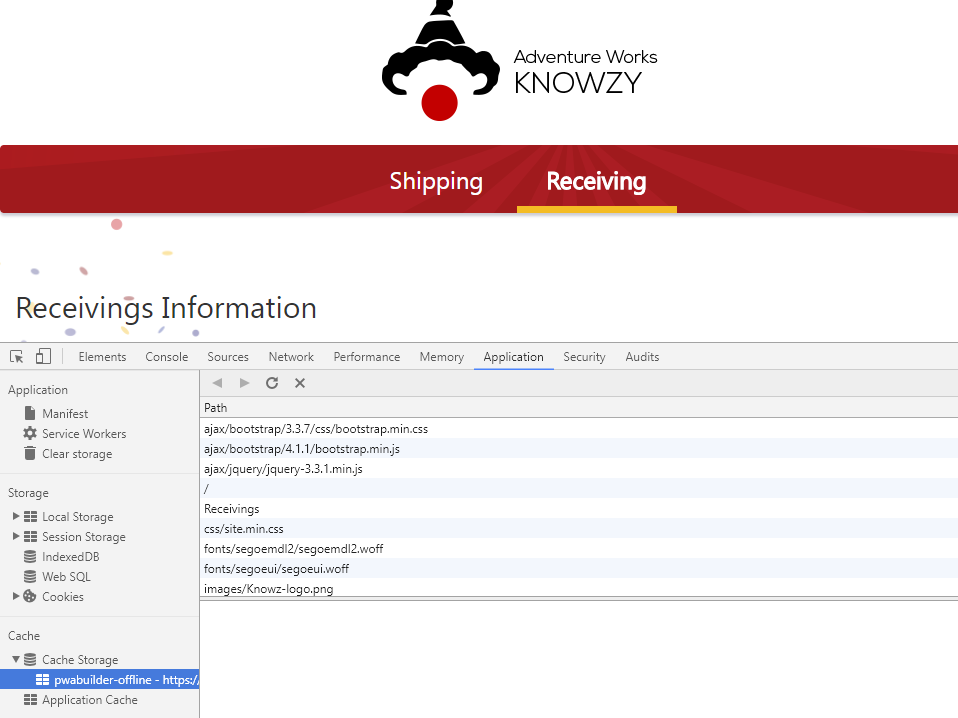 Adventure Works
KNOWZY
Shipping
Receiving
Receivings Information
Elements
Console
Sources
Network
Performance
Memory
Application
Security
Audits
Application
Manifest
Service Workers
Clear storage
Storage
Local Storage
Session Storage
IndexedDB
Web SQL
Cookies
Cache
Cache Storage
pwabuilder-offline - https:/
Application Cache
Path
ajax/bootstrap/3.3.7/css/bootstrap.min.css
ajax/bootstrap/4.1.1/bootstrap.min.js
ajax/jquery/jquery-3.3.1.min.js
/
Receivings
css/site.min.css
fonts/segoemdl2/segoemdl2.woff
fonts/segoeui/segoeui.woff
images/Knowz-logo.png